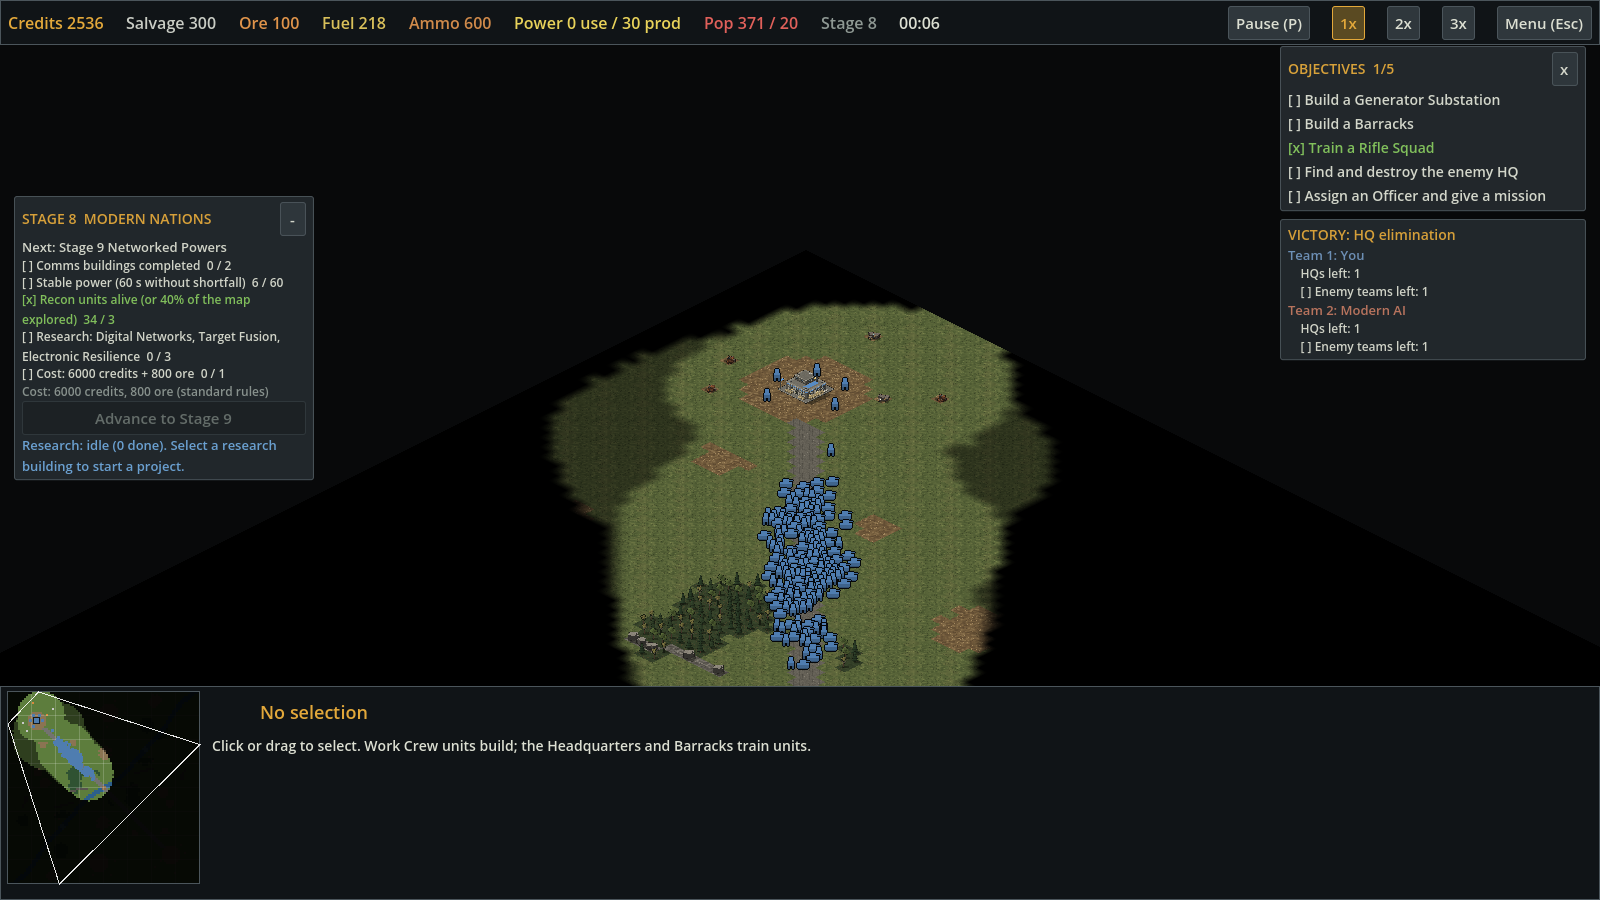 Credits 2536 Salvage 300 Ore 100 Fuel 218 Ammo 600 Power 0 use / 30 prod Pop 371 / 20 Stage 8 00:06 Pause (P) 1x 2x 3x Menu (Esc)
OBJECTIVES 1/5 x
[ ] Build a Generator Substation
[ ] Build a Barracks
[x] Train a Rifle Squad
[ ] Find and destroy the enemy HQ
[ ] Assign an Officer and give a mission
VICTORY: HQ elimination
Team 1: You
HQs left: 1
[ ] Enemy teams left: 1
Team 2: Modern AI
HQs left: 1
[ ] Enemy teams left: 1
STAGE 8 MODERN NATIONS -
Next: Stage 9 Networked Powers
[ ] Comms buildings completed 0 / 2
[ ] Stable power (60 s without shortfall) 6 / 60
[x] Recon units alive (or 40% of the map
explored) 34 / 3
[ ] Research: Digital Networks, Target Fusion,
Electronic Resilience 0 / 3
[ ] Cost: 6000 credits + 800 ore 0 / 1
Cost: 6000 credits, 800 ore (standard rules)
Advance to Stage 9
Research: idle (0 done). Select a research
building to start a project.
No selection
Click or drag to select. Work Crew units build; the Headquarters and Barracks train units.